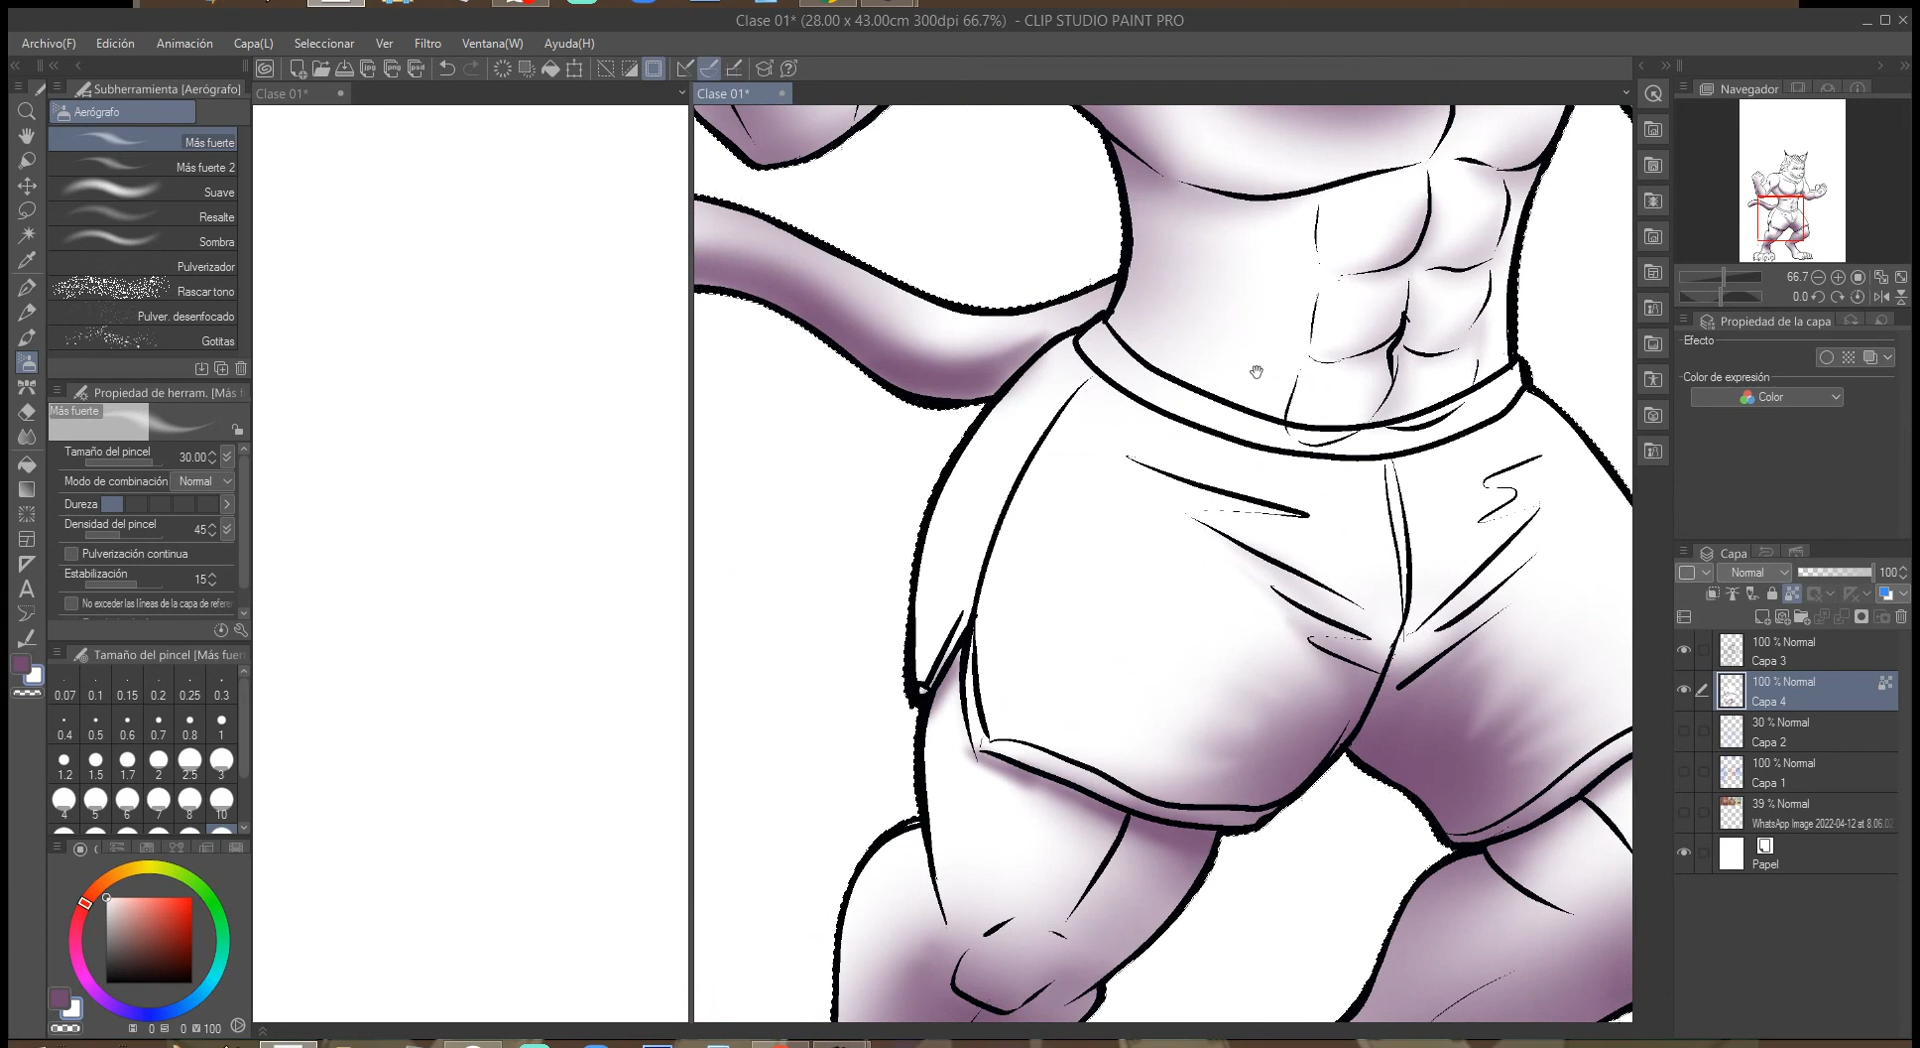 Clase 01* (28.00 x 43.00cm 300dpi 66.7%) - CLIP STUDIO PAINT PRO
Archivo(F) Edición Animación Capa(L) Seleccionar Ver Filtro Ventana(W) Ayuda(H)
Subherramienta [Aerógrafo]
Aerógrafo
Más fuerte
Más fuerte 2
Suave
Resalte
Sombra
Pulverizador
Rascar tono
Pulver. desenfocado
Gotitas
Propiedad de herram. [Más fu
Más fuerte
Tamaño del pincel 30.00
Modo de combinación Normal
Dureza
Densidad del pincel 45
Pulverización continua
Estabilización 15
No exceder las líneas de la capa de refere
Tamaño del pincel [Más fuer
0.07 0.1 0.15 0.2 0.25 0.3
0.4 0.5 0.6 0.7 0.8 1
1.2 1.5 1.7 2 2.5 3
4 5 6 7 8 10
H 0 S 0 V 100
Clase 01*
Clase 01*
Navegador
66.7
0.0
Propiedad de la capa
Efecto
Color de expresión
Color
Capa
Normal 100
100 % Normal
Capa 3
100 % Normal
Capa 4
30 % Normal
Capa 2
100 % Normal
Capa 1
39 % Normal
WhatsApp Image 2022-04-12 at 8.06.02
Papel